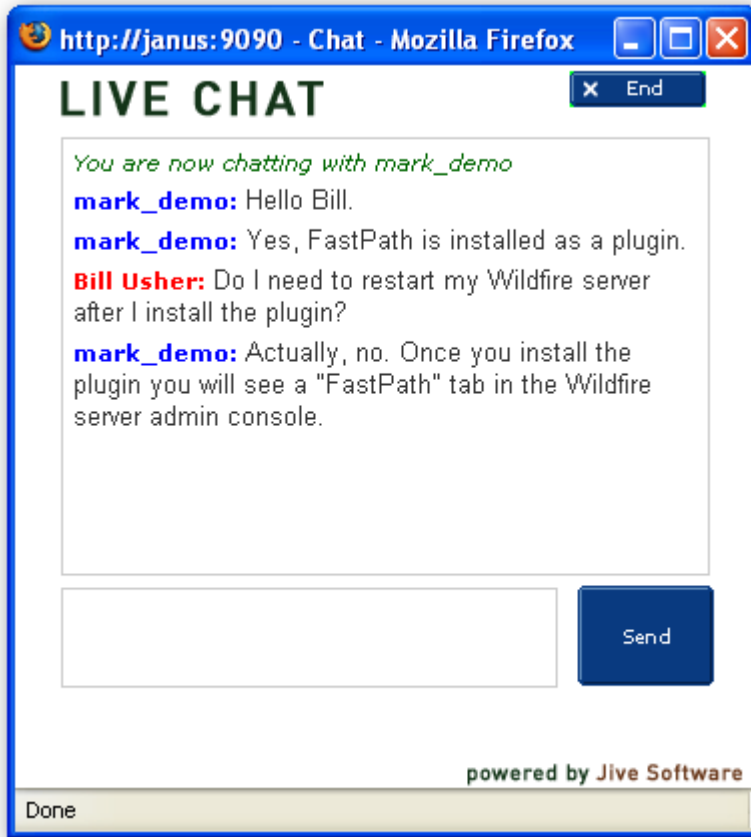 http://janus:9090 - Chat - Mozilla Firefox
LIVE CHAT
End
You are now chatting with mark_demo
mark_demo: Hello Bill.
mark_demo: Yes, FastPath is installed as a plugin.
Bill Usher: Do I need to restart my Wildfire server
after I install the plugin?
mark_demo: Actually, no. Once you install the
plugin you will see a "FastPath" tab in the Wildfire
server admin console.
Send
powered by Jive Software
Done